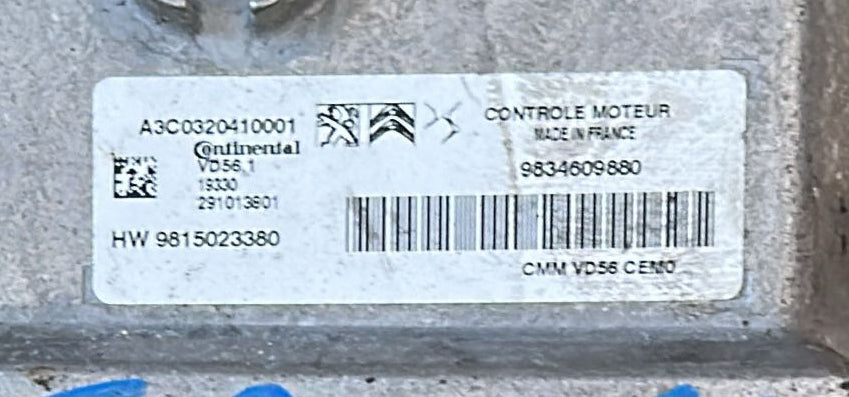 A3C0320410001
Continental
VD56.1
19330
291013801
HW 9815023380
CONTROLE MOTEUR
MADE IN FRANCE
9834609880
CMM VD56 CEM0